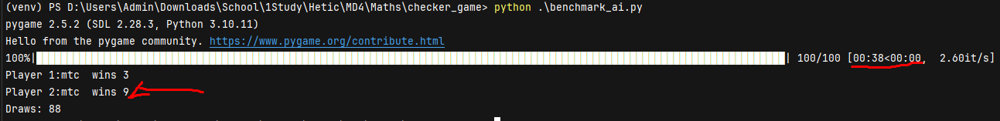 (venv) PS D:\Users\Admin\Downloads\School\1Study\Hetic\MD4\Maths\checker_game> python .\benchmark_ai.py
pygame 2.5.2 (SDL 2.28.3, Python 3.10.11)
Hello from the pygame community. https://www.pygame.org/contribute.html
100%| | 100/100 [00:38<00:00, 2.60it/s]
Player 1:mtc  wins 3
Player 2:mtc  wins 9
Draws: 88